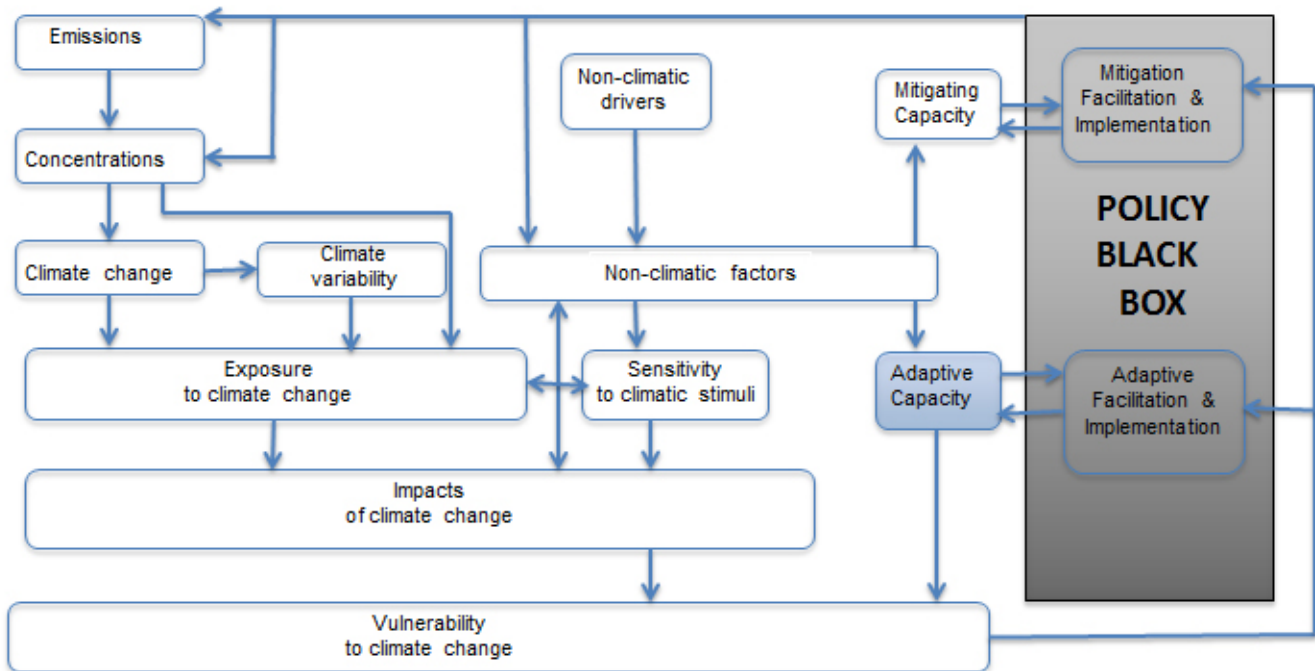 Emissions
Non-climatic
drivers
Mitigating
Capacity
Mitigation
Facilitation &
Implementation
Concentrations
POLICY
BLACK
BOX
Climate change
Climate
variability
Non-climatic factors
Exposure
to climate change
Sensitivity
to climatic stimuli
Adaptive
Capacity
Adaptive
Facilitation &
Implementation
Impacts
of climate change
Vulnerability
to climate change